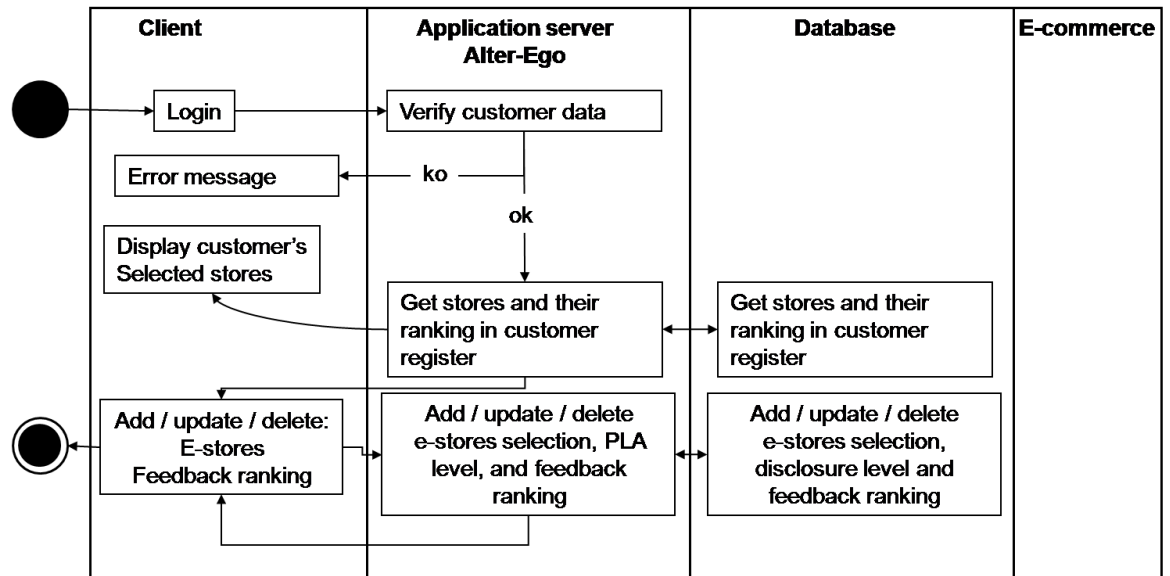 Client
Application server
Alter-Ego
Database
E-commerce
Login
Verify customer data
Error message
ko
ok
Display customer's
Selected stores
Get stores and their
ranking in customer
register
Get stores and their
ranking in customer
register
Add / update / delete:
E-stores
Feedback ranking
Add / update / delete
e-stores selection, PLA
level, and feedback
ranking
Add / update / delete
e-stores selection,
disclosure level and
feedback ranking